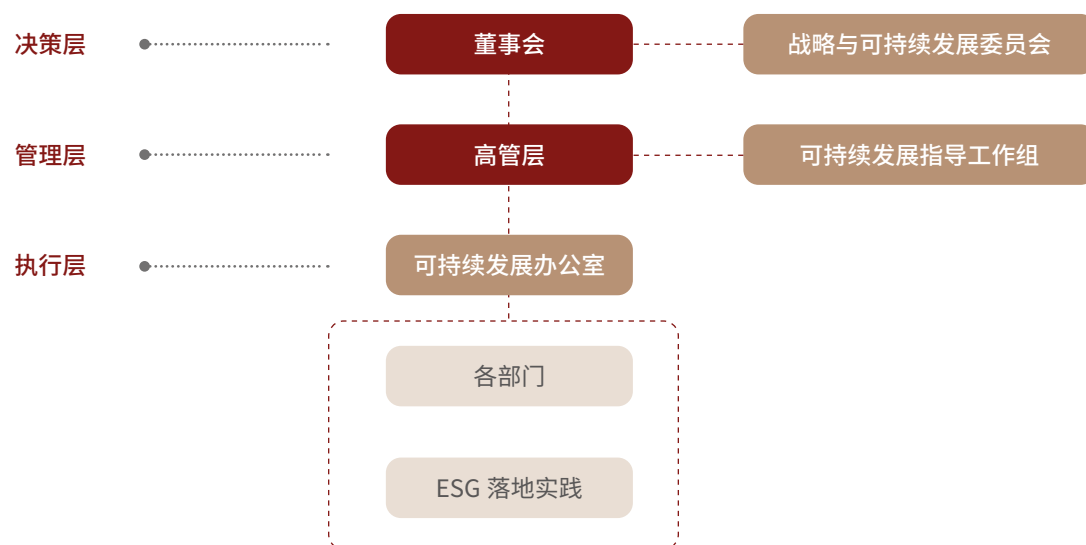 决策层
董事会
战略与可持续发展委员会
管理层
高管层
可持续发展指导工作组
执行层
可持续发展办公室
各部门
ESG 落地实践